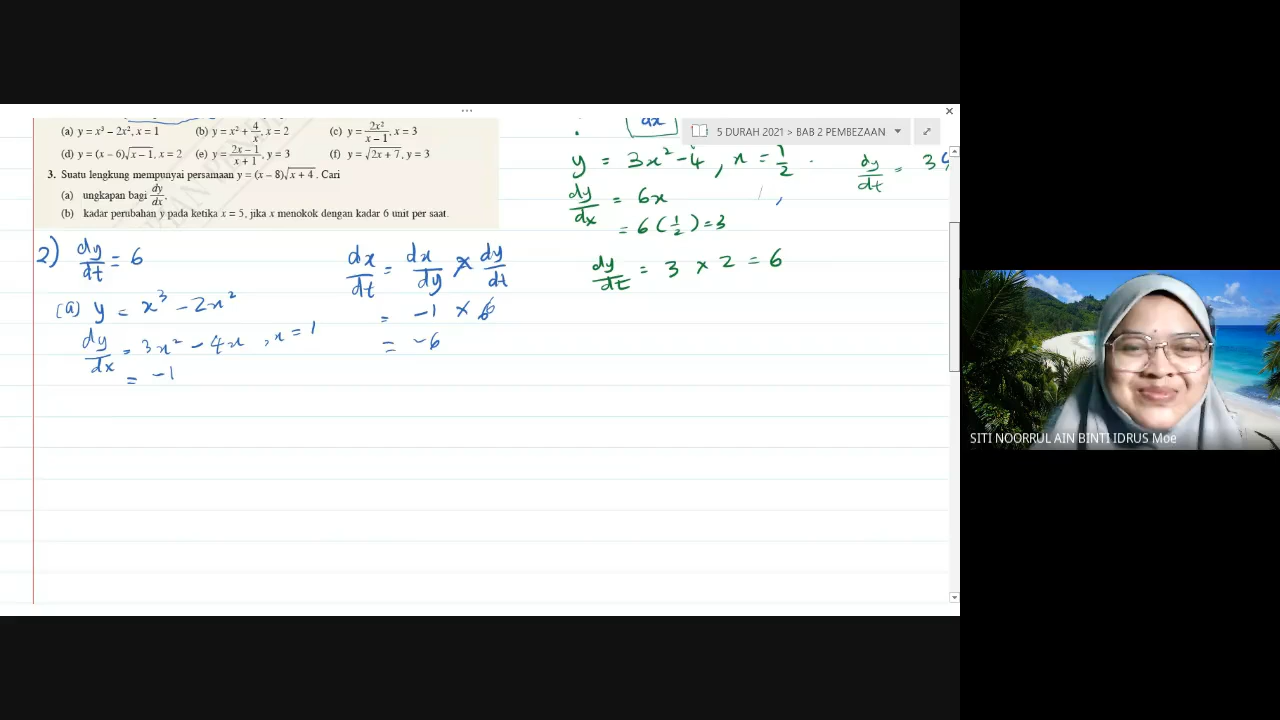 (a) y = x³ − 2x², x = 1 (b) y = x² + 4/x, x = 2 (c) y = 2x²/(x − 1), x = 3
(d) y = (x − 6)√(x − 1), x = 2 (e) y = (2x − 1)/(x + 1), y = 3 (f) y = √(2x + 7), y = 3
3. Suatu lengkung mempunyai persamaan y = (x − 8)√(x + 4). Cari
(a) ungkapan bagi dy/dx,
(b) kadar perubahan y pada ketika x = 5, jika x menokok dengan kadar 6 unit per saat.
2) dy/dt = 6
(a) y = x³ − 2x²
dy/dx = 3x² − 4x , x = 1
= −1
dx/dt = dx/dy × dy/dt
= −1 × 6
= −6
dx
5 DURAH 2021 > BAB 2 PEMBEZAAN
y = 3x² − 4 , x = 1/2
dy/dx = 6x
= 6(1/2) = 3
dy/dt = 3 × 2 = 6
dy/dt = 3
SITI NOORRUL AIN BINTI IDRUS Moe